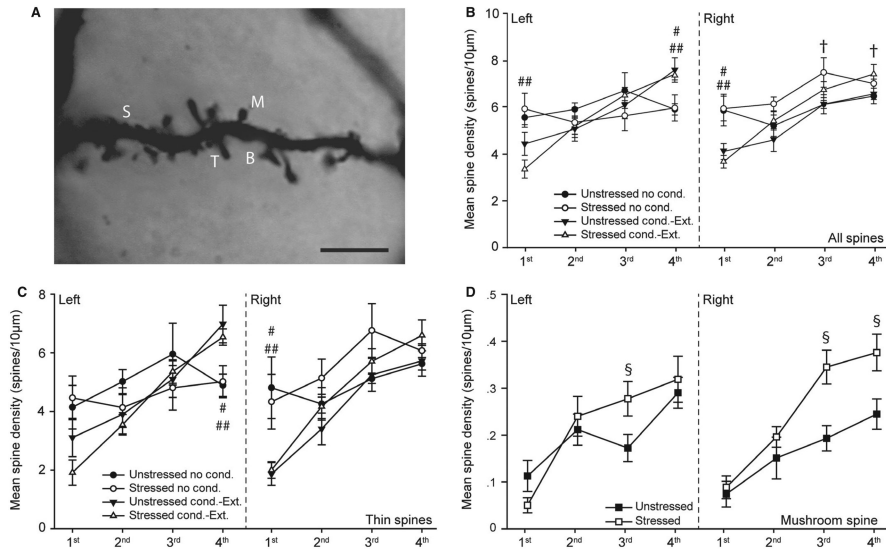 A
S
M
T
B
B
Left
Right
Mean spine density (spines/10µm)
8
6
4
2
0
#
##
##
#
##
†
†
Unstressed no cond.
Stressed no cond.
Unstressed cond.-Ext.
Stressed cond.-Ext.
All spines
1st 2nd 3rd 4th 1st 2nd 3rd 4th
C
Left
Right
Mean spine density (spines/10µm)
8
6
4
2
0
#
##
#
##
Unstressed no cond.
Stressed no cond.
Unstressed cond.-Ext.
Stressed cond.-Ext.
Thin spines
1st 2nd 3rd 4th 1st 2nd 3rd 4th
D
Left
Right
Mean spine density (spines/10µm)
.5
.4
.3
.2
.1
0
§
§
§
Unstressed
Stressed
Mushroom spine
1st 2nd 3rd 4th 1st 2nd 3rd 4th